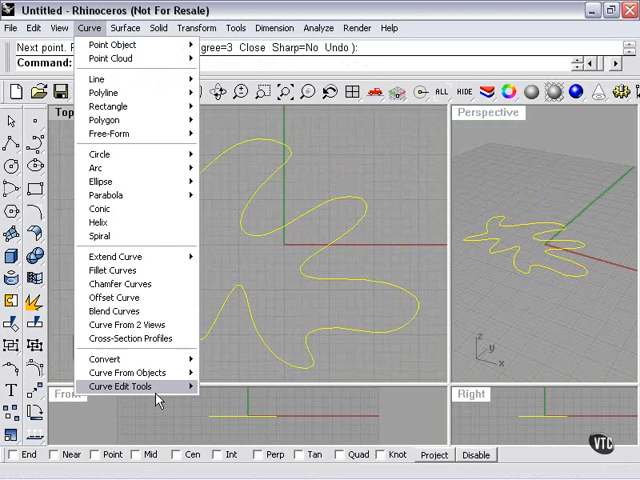 Untitled - Rhinoceros (Not For Resale)
File Edit View Curve Surface Solid Transform Tools Dimension Analyze Render Help
Next point. P
gree=3 Close Sharp=No Undo ):
Command:
Point Object
Point Cloud
Line
Polyline
Rectangle
Polygon
Free-Form
Circle
Arc
Ellipse
Parabola
Conic
Helix
Spiral
Extend Curve
Fillet Curves
Chamfer Curves
Offset Curve
Blend Curves
Curve From 2 Views
Cross-Section Profiles
Convert
Curve From Objects
Curve Edit Tools
ALL HIDE
Top
Perspective
z
y
x
Front
Right
T
VTC
End Near Point Mid Cen Int Perp Tan Quad Knot Project Disable